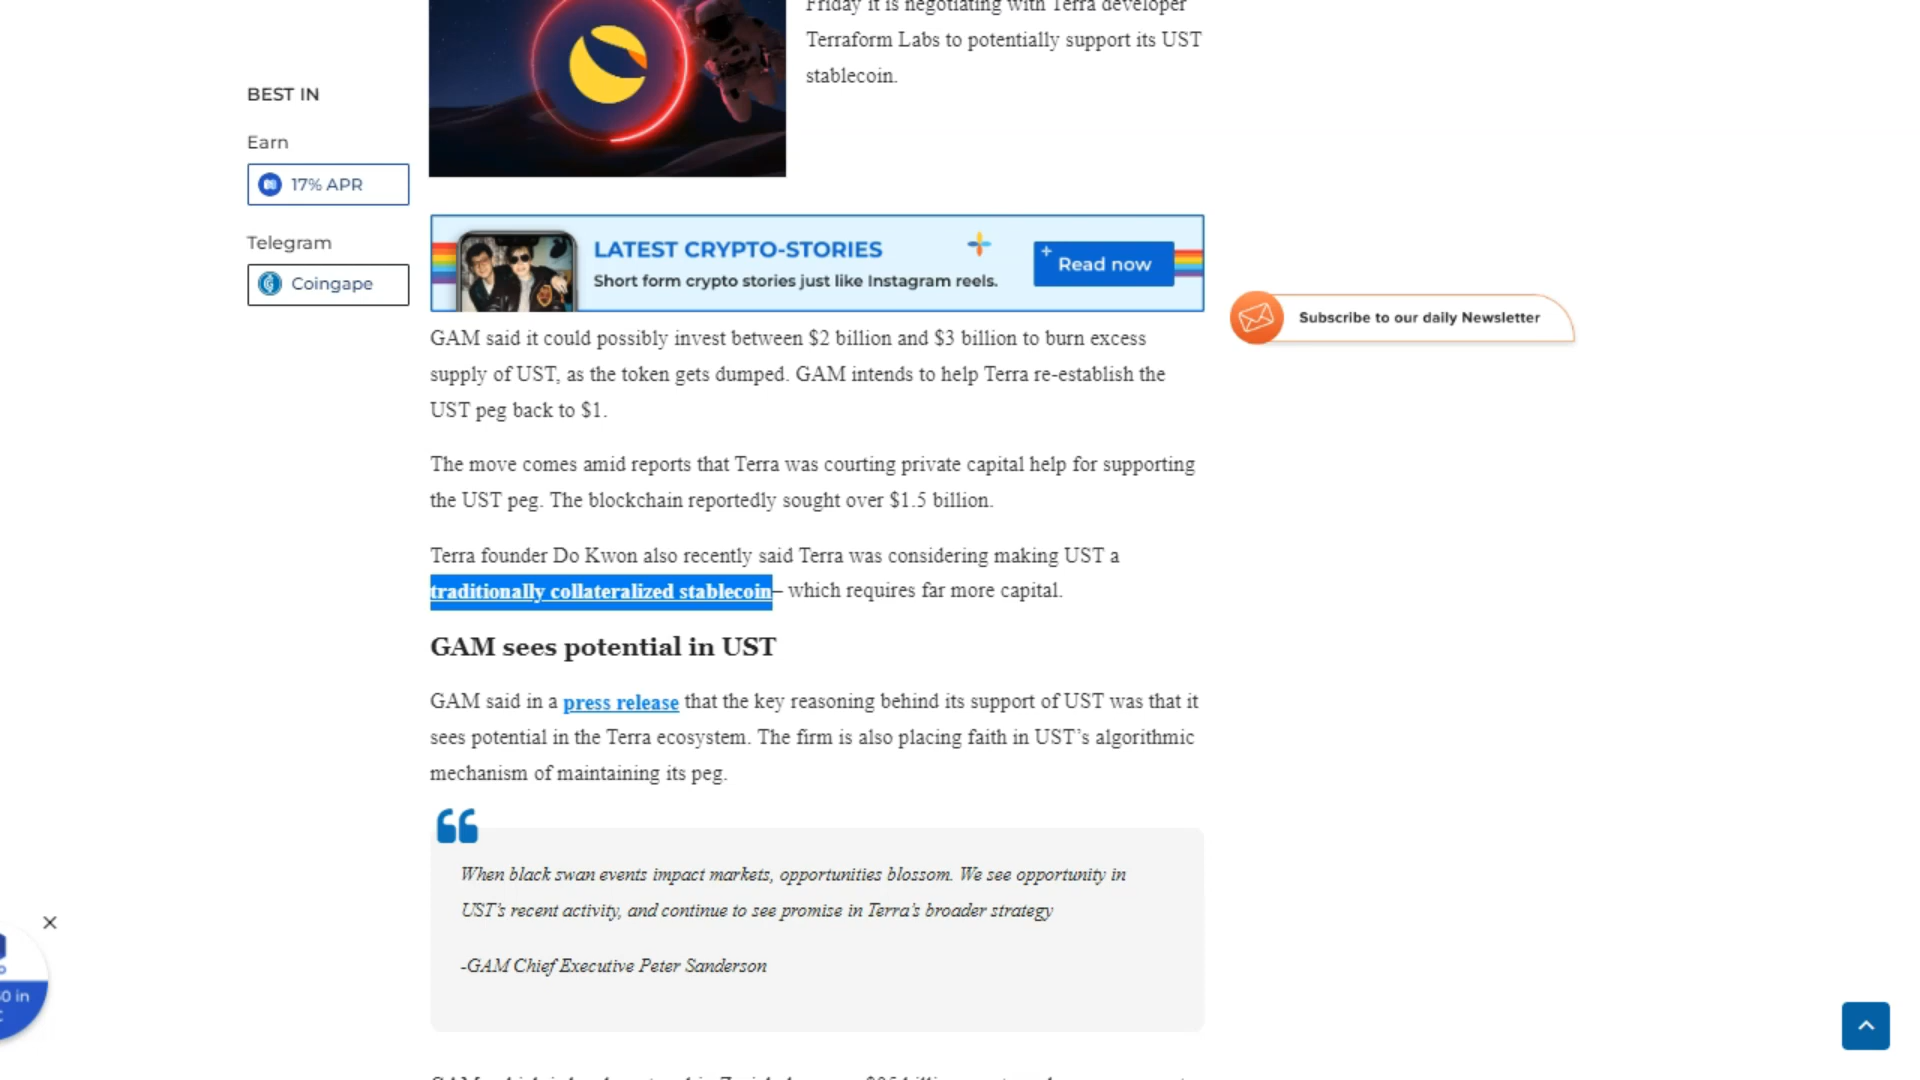 Friday it is negotiating with Terra developer
Terraform Labs to potentially support its UST
stablecoin.
BEST IN
Earn
17% APR
Telegram
Coingape
LATEST CRYPTO-STORIES
Short form crypto stories just like Instagram reels.
Read now
Subscribe to our daily Newsletter
GAM said it could possibly invest between $2 billion and $3 billion to burn excess
supply of UST, as the token gets dumped. GAM intends to help Terra re-establish the
UST peg back to $1.
The move comes amid reports that Terra was courting private capital help for supporting
the UST peg. The blockchain reportedly sought over $1.5 billion.
Terra founder Do Kwon also recently said Terra was considering making UST a
traditionally collateralized stablecoin– which requires far more capital.
GAM sees potential in UST
GAM said in a press release that the key reasoning behind its support of UST was that it
sees potential in the Terra ecosystem. The firm is also placing faith in UST’s algorithmic
mechanism of maintaining its peg.
When black swan events impact markets, opportunities blossom. We see opportunity in
UST’s recent activity, and continue to see promise in Terra’s broader strategy
-GAM Chief Executive Peter Sanderson
0 in